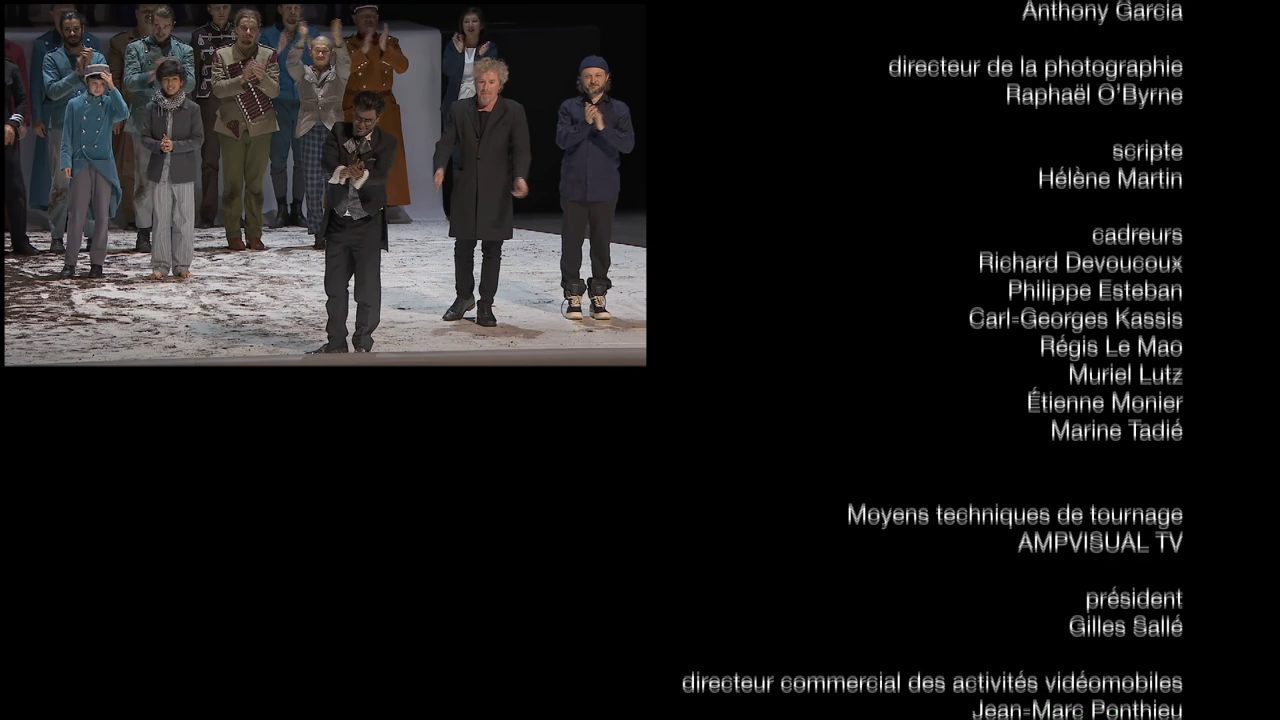 Anthony Garcia
directeur de la photographie
Raphaël O'Byrne
scripte
Hélène Martin
cadreurs
Richard Devoucoux
Philippe Esteban
Carl-Georges Kassis
Régis Le Mao
Muriel Lutz
Étienne Monier
Marine Tadié
Moyens techniques de tournage
AMPVISUAL TV
président
Gilles Sallé
directeur commercial des activités vidéomobiles
Jean-Marc Ponthieu